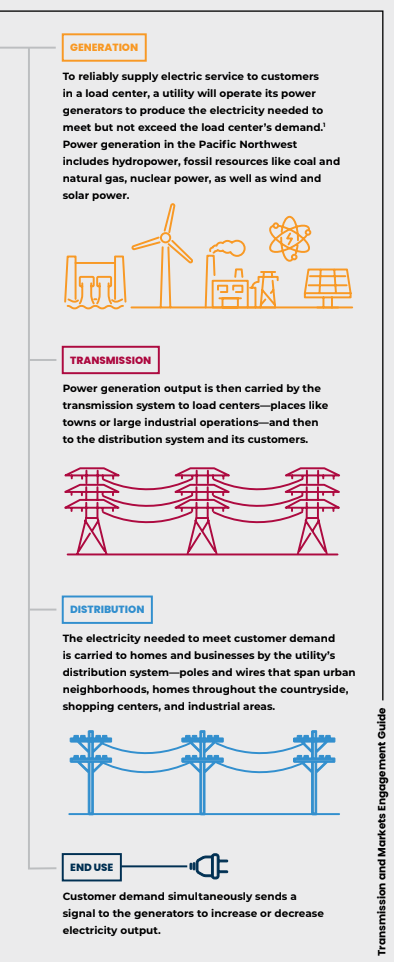 GENERATION
To reliably supply electric service to customers
in a load center, a utility will operate its power
generators to produce the electricity needed to
meet but not exceed the load center's demand.¹
Power generation in the Pacific Northwest
includes hydropower, fossil resources like coal and
natural gas, nuclear power, as well as wind and
solar power.
TRANSMISSION
Power generation output is then carried by the
transmission system to load centers—places like
towns or large industrial operations—and then
to the distribution system and its customers.
DISTRIBUTION
The electricity needed to meet customer demand
is carried to homes and businesses by the utility's
distribution system—poles and wires that span urban
neighborhoods, homes throughout the countryside,
shopping centers, and industrial areas.
END USE
Customer demand simultaneously sends a
signal to the generators to increase or decrease
electricity output.
Transmission and Markets Engagement Guide